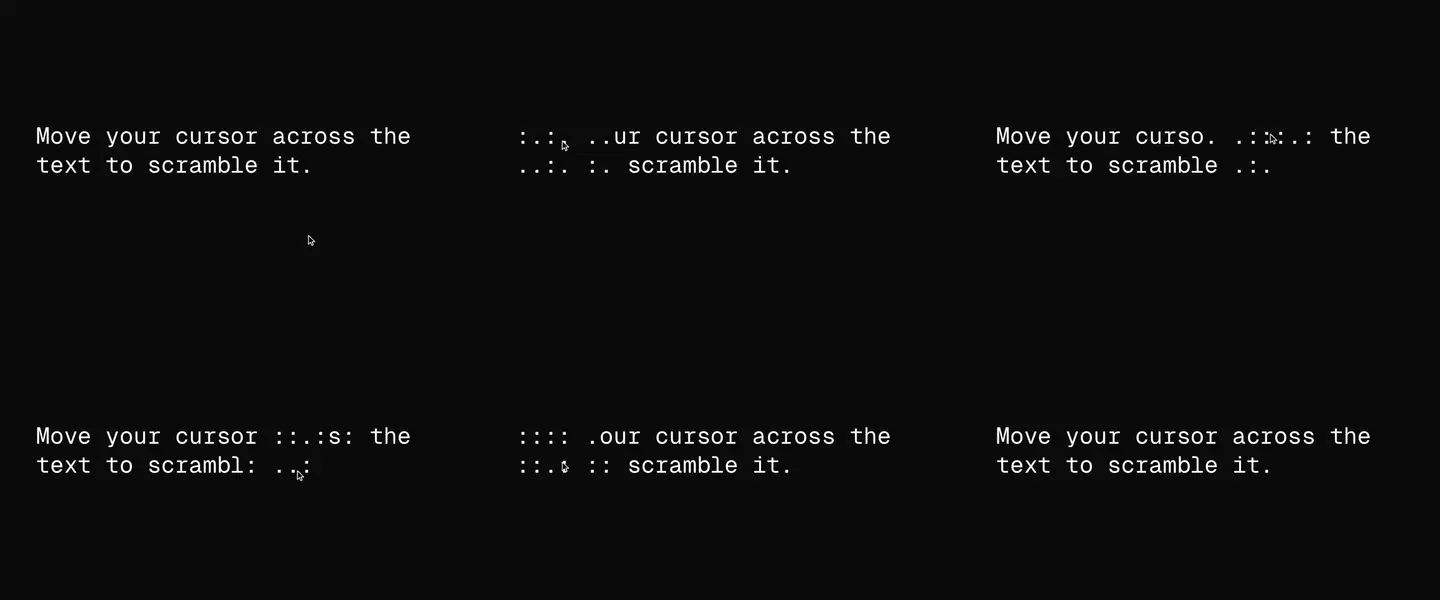 Move your cursor across the
text to scramble it.
:.:. ..ur cursor across the
..:. :. scramble it.
Move your curso. .::::.: the
text to scramble .:.
Move your cursor ::.:s: the
text to scrambl: ..:
:::: .our cursor across the
::.: :: scramble it.
Move your cursor across the
text to scramble it.